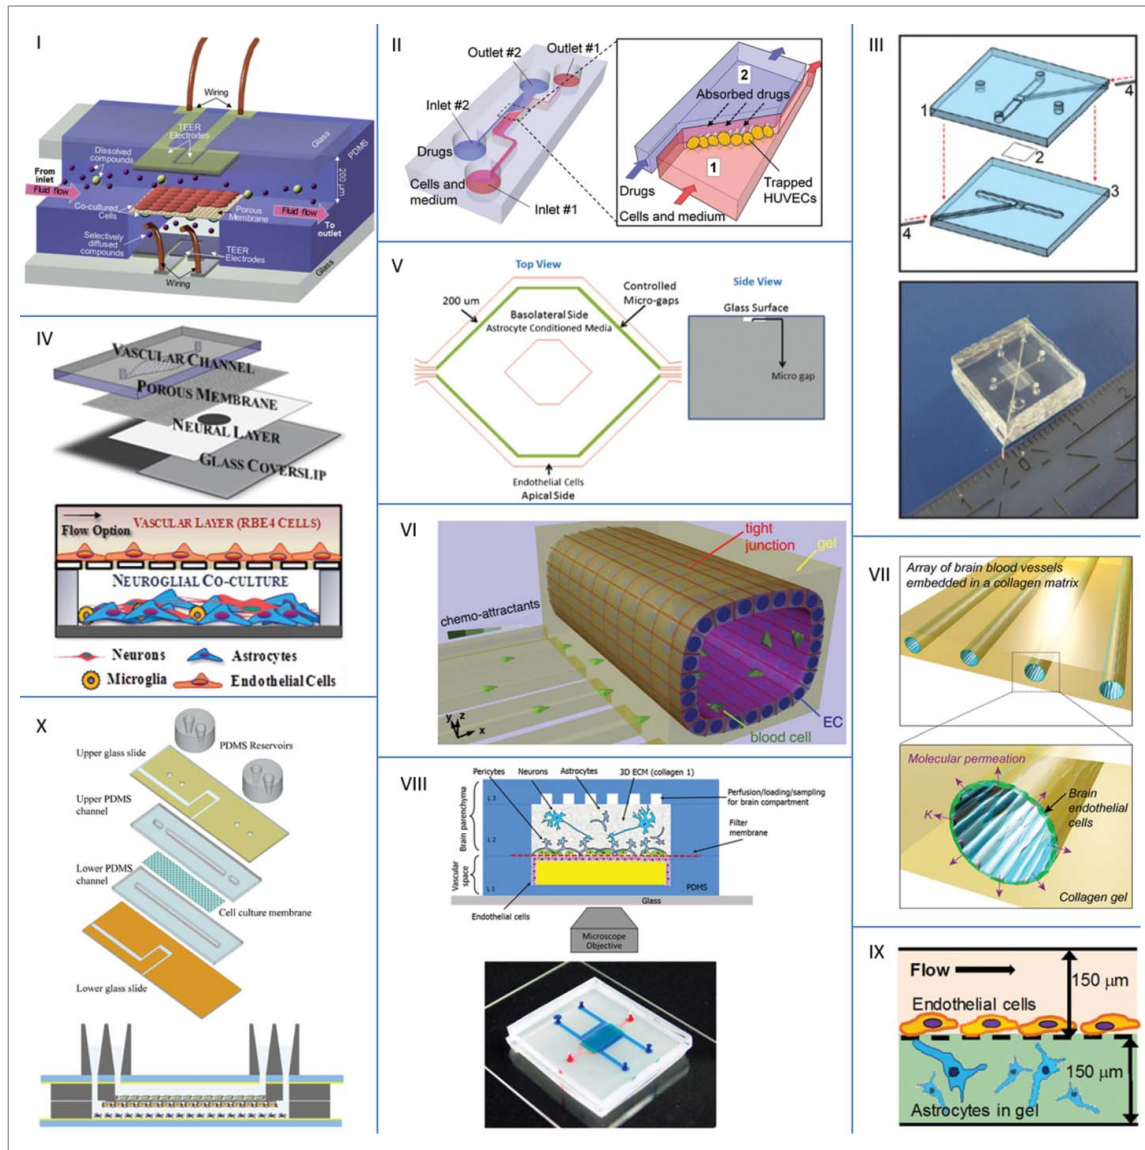 I
Wiring
TEER
Electrodes
Glass
PDMS
Dissolved
compounds
From
inlet
Fluid flow
200 µm
Co-cultured
Cells
Porous
Membrane
Fluid flow
To
outlet
Selectively
diffused
compounds
TEER
Electrodes
Glass
Wiring
II
Outlet #2
Outlet #1
Inlet #2
Drugs
Cells and
medium
Inlet #1
2
Absorbed drugs
1
Drugs
Trapped
HUVECs
Cells and medium
III
1
4
2
3
4
0
1
2
IV
VASCULAR CHANNEL
POROUS MEMBRANE
NEURAL LAYER
GLASS COVERSLIP
Flow Option
VASCULAR LAYER (RBE4 CELLS)
NEUROGLIAL CO-CULTURE
Neurons
Astrocytes
Microglia
Endothelial Cells
V
Top View
200 um
Controlled
Micro-gaps
Basolateral Side
Astrocyte Conditioned Media
Endothelial Cells
Apical Side
Side View
Glass Surface
Micro gap
VI
tight
junction
gel
chemo-attractants
y
z
x
EC
blood cell
VII
Array of brain blood vessels
embedded in a collagen matrix
Molecular permeation
K
Brain
endothelial
cells
Collagen gel
X
PDMS Reservoirs
Upper glass slide
Upper PDMS
channel
Lower PDMS
channel
Cell culture membrane
Lower glass slide
VIII
Pericytes
Neurons
Astrocytes
3D ECM (collagen 1)
Brain parenchyma
L 3
L 2
Perfusion/loading/sampling
for brain compartment
Filter
membrane
Vascular
space
L 1
PDMS
Glass
Endothelial cells
Microscope
Objective
IX
Flow
150 µm
Endothelial cells
150 µm
Astrocytes in gel